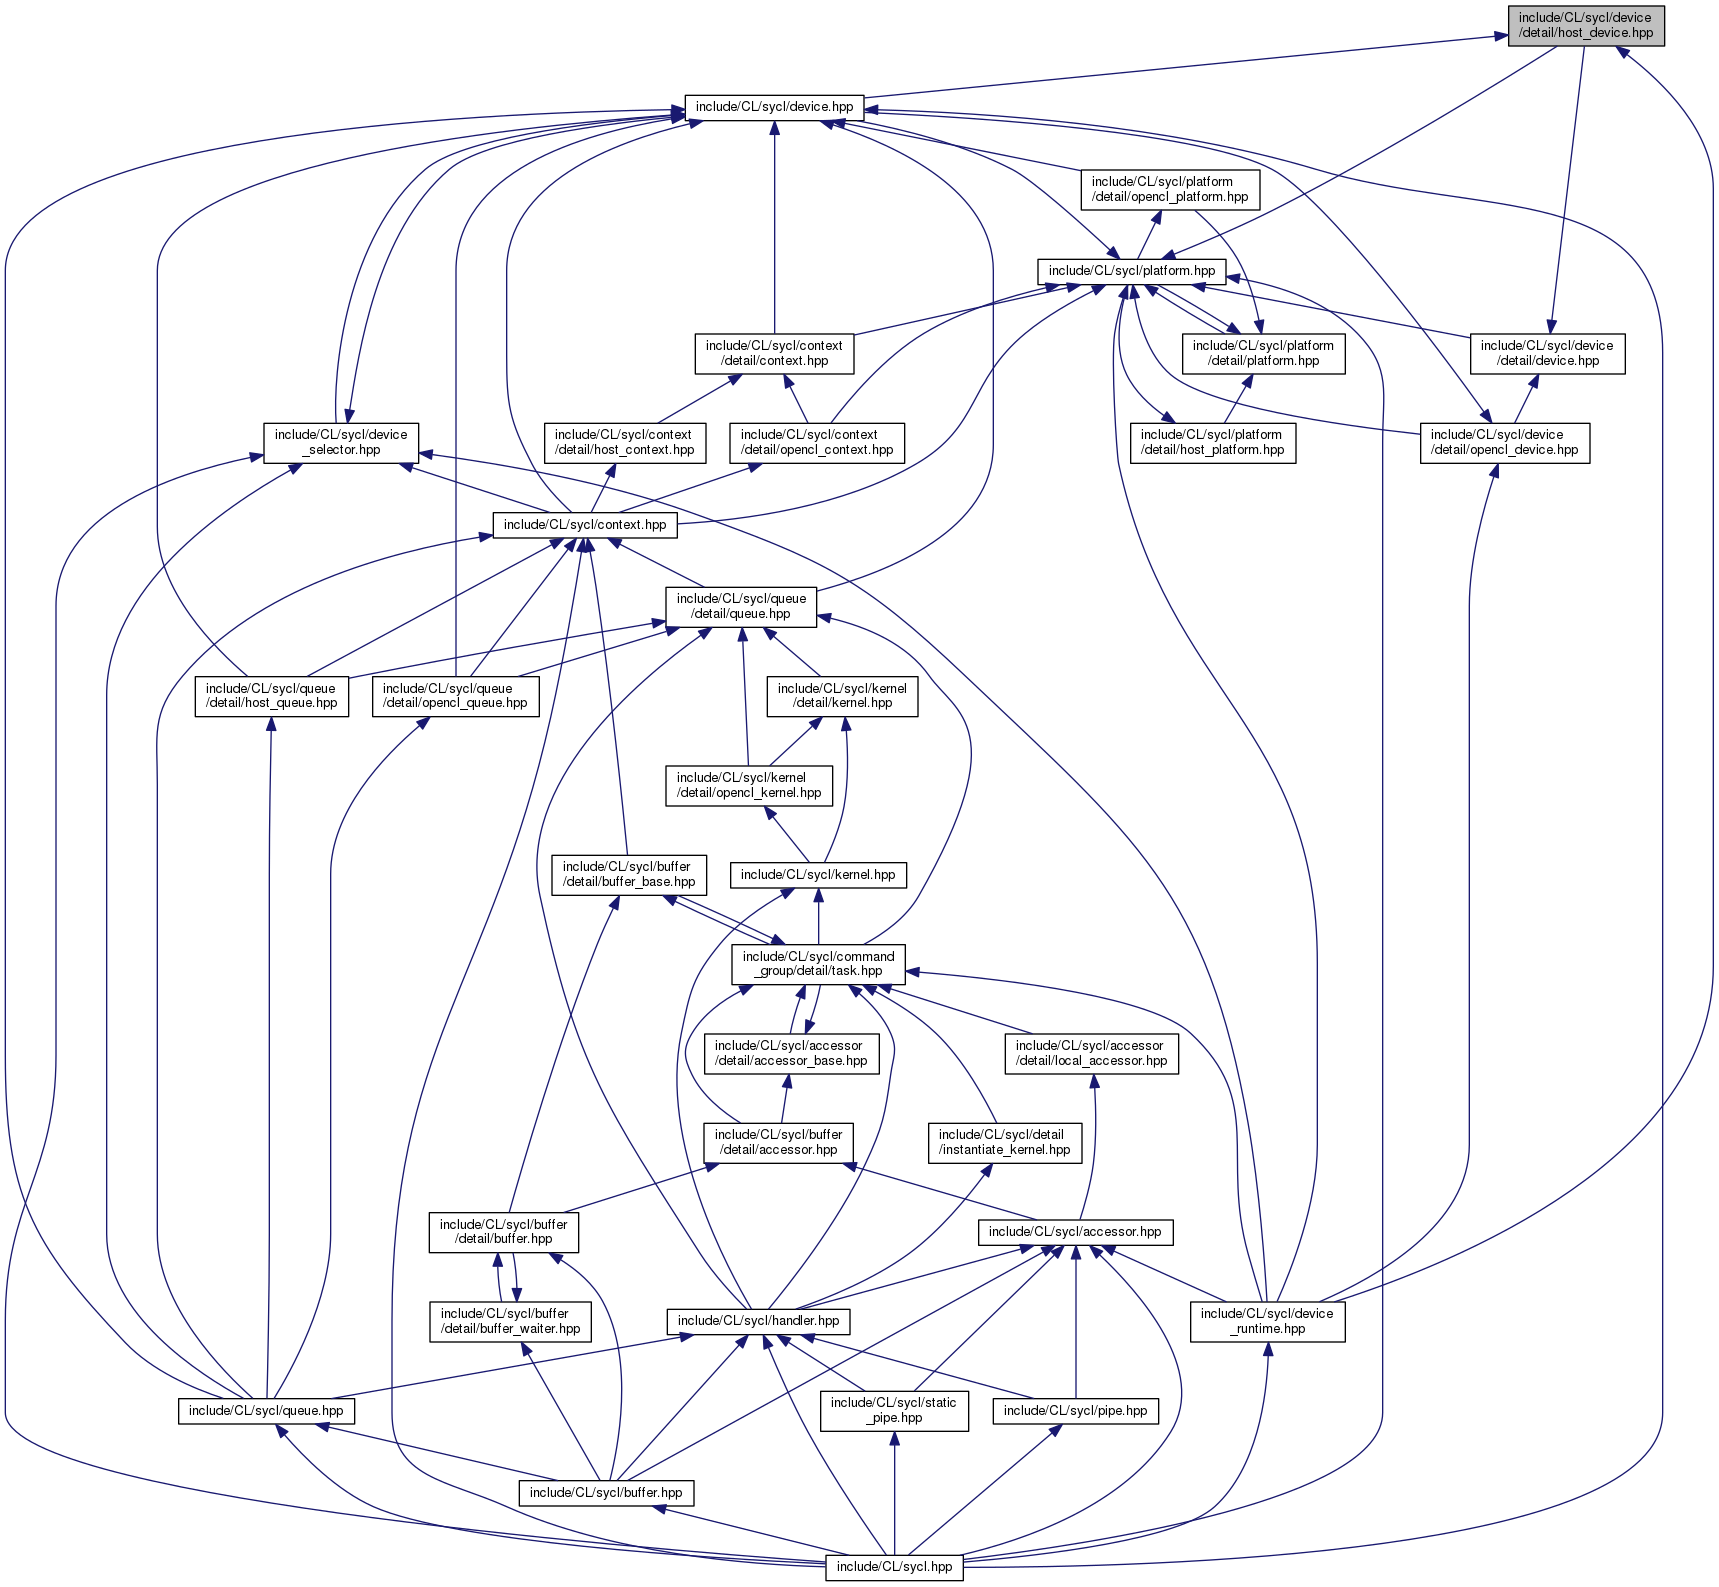 include/CL/sycl/device
/detail/host_device.hpp
include/CL/sycl/device.hpp
include/CL/sycl/platform
/detail/opencl_platform.hpp
include/CL/sycl/platform.hpp
include/CL/sycl/context
/detail/context.hpp
include/CL/sycl/platform
/detail/platform.hpp
include/CL/sycl/device
/detail/device.hpp
include/CL/sycl/device
_selector.hpp
include/CL/sycl/context
/detail/host_context.hpp
include/CL/sycl/context
/detail/opencl_context.hpp
include/CL/sycl/platform
/detail/host_platform.hpp
include/CL/sycl/device
/detail/opencl_device.hpp
include/CL/sycl/context.hpp
include/CL/sycl/queue
/detail/queue.hpp
include/CL/sycl/queue
/detail/host_queue.hpp
include/CL/sycl/queue
/detail/opencl_queue.hpp
include/CL/sycl/kernel
/detail/kernel.hpp
include/CL/sycl/kernel
/detail/opencl_kernel.hpp
include/CL/sycl/buffer
/detail/buffer_base.hpp
include/CL/sycl/kernel.hpp
include/CL/sycl/command
_group/detail/task.hpp
include/CL/sycl/accessor
/detail/accessor_base.hpp
include/CL/sycl/accessor
/detail/local_accessor.hpp
include/CL/sycl/buffer
/detail/accessor.hpp
include/CL/sycl/detail
/instantiate_kernel.hpp
include/CL/sycl/buffer
/detail/buffer.hpp
include/CL/sycl/accessor.hpp
include/CL/sycl/buffer
/detail/buffer_waiter.hpp
include/CL/sycl/handler.hpp
include/CL/sycl/device
_runtime.hpp
include/CL/sycl/queue.hpp
include/CL/sycl/static
_pipe.hpp
include/CL/sycl/pipe.hpp
include/CL/sycl/buffer.hpp
include/CL/sycl.hpp